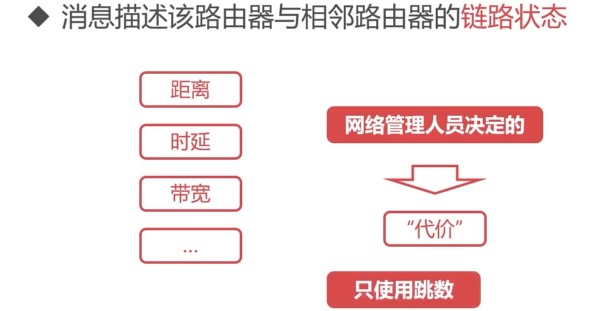 ◆ 消息描述该路由器与相邻路由器的链路状态
距离
时延
带宽
...
网络管理人员决定的
“代价”
只使用跳数